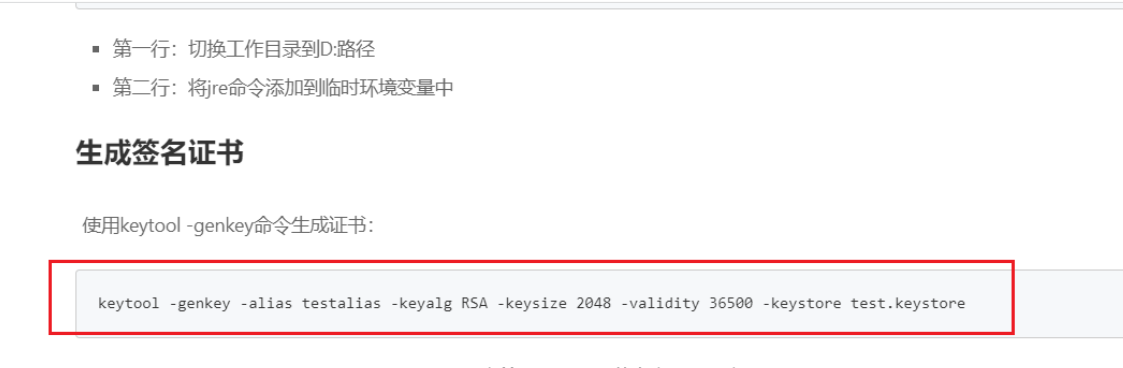 第一行：切换工作目录到D:路径
第二行：将jre命令添加到临时环境变量中
生成签名证书
使用keytool -genkey命令生成证书：
keytool -genkey -alias testalias -keyalg RSA -keysize 2048 -validity 36500 -keystore test.keystore